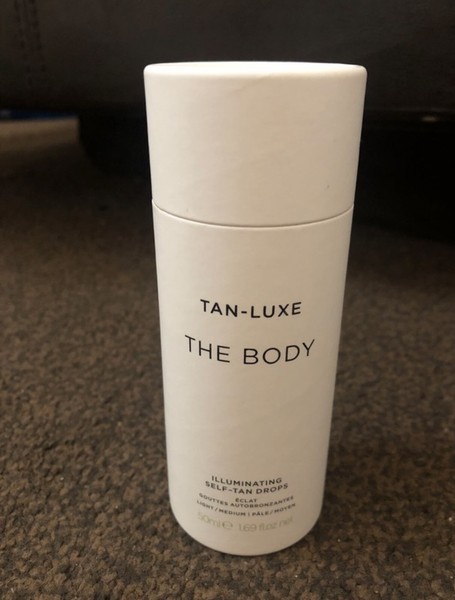 TAN-LUXE
THE BODY
ILLUMINATING
SELF-TAN DROPS
ÉCLAT
GOUTTES AUTOBRONZANTES
LIGHT/MEDIUM | PÂLE/MOYEN
50ml ℮ 1.69 fl oz net